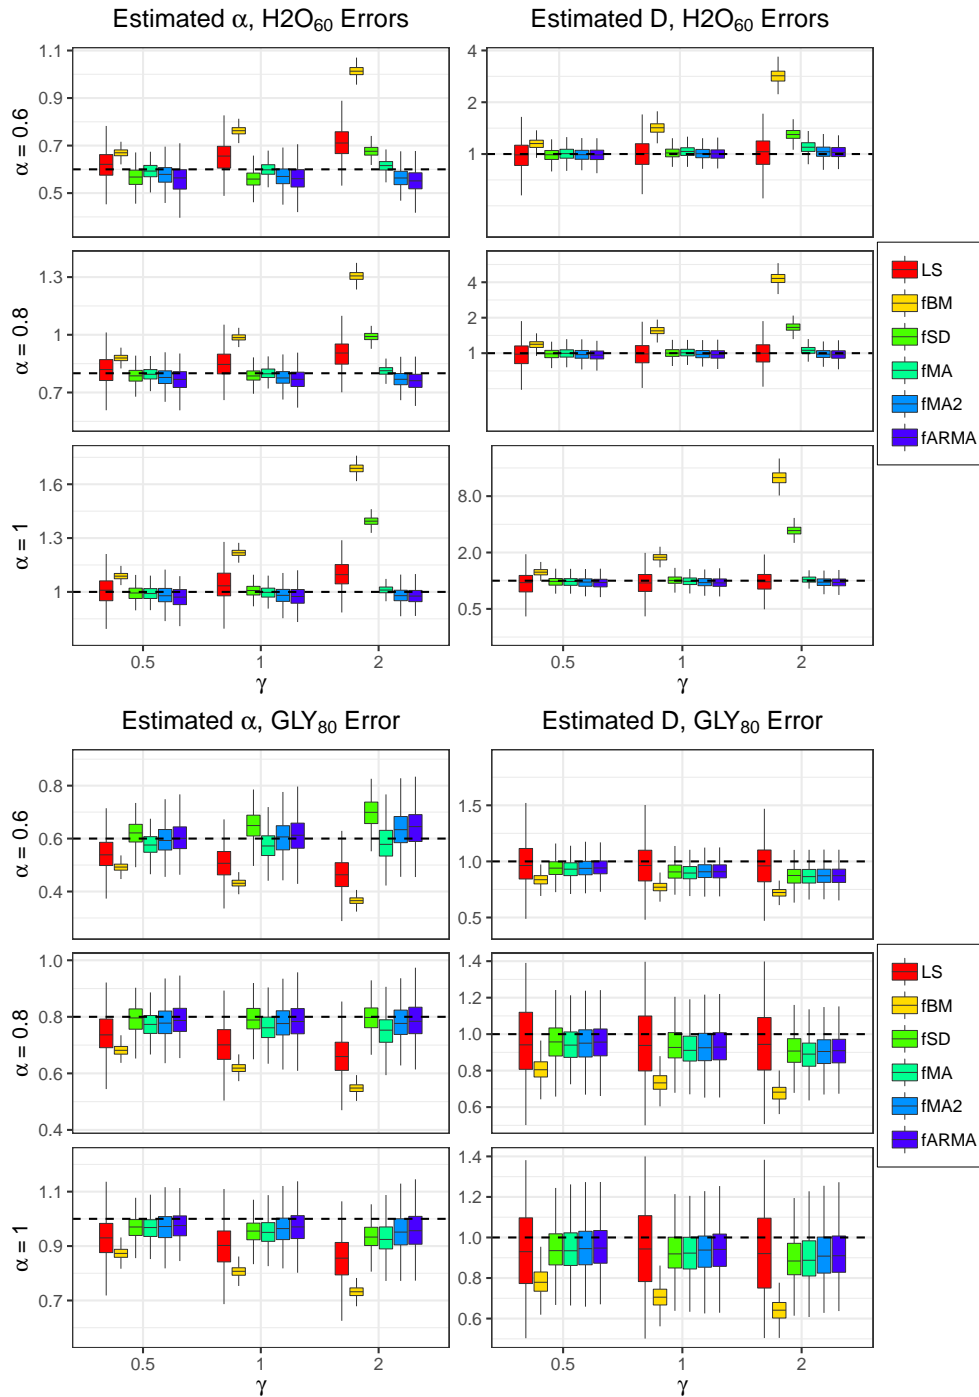 Estimated α, H2O60 Errors
Estimated D, H2O60 Errors
α = 0.6
1.1
0.9
0.7
0.5
4
2
1
α = 0.8
1.3
1
0.7
4
2
1
α = 1
1.6
1.3
1
8.0
2.0
0.5
0.5
1
2
γ
0.5
1
2
γ
LS
fBM
fSD
fMA
fMA2
fARMA
Estimated α, GLY80 Error
Estimated D, GLY80 Error
α = 0.6
0.8
0.6
0.4
1.5
1.0
0.5
α = 0.8
1.0
0.8
0.6
0.4
1.4
1.2
1.0
0.8
0.6
α = 1
1.1
0.9
0.7
1.4
1.2
1.0
0.8
0.6
0.5
1
2
γ
0.5
1
2
γ
LS
fBM
fSD
fMA
fMA2
fARMA